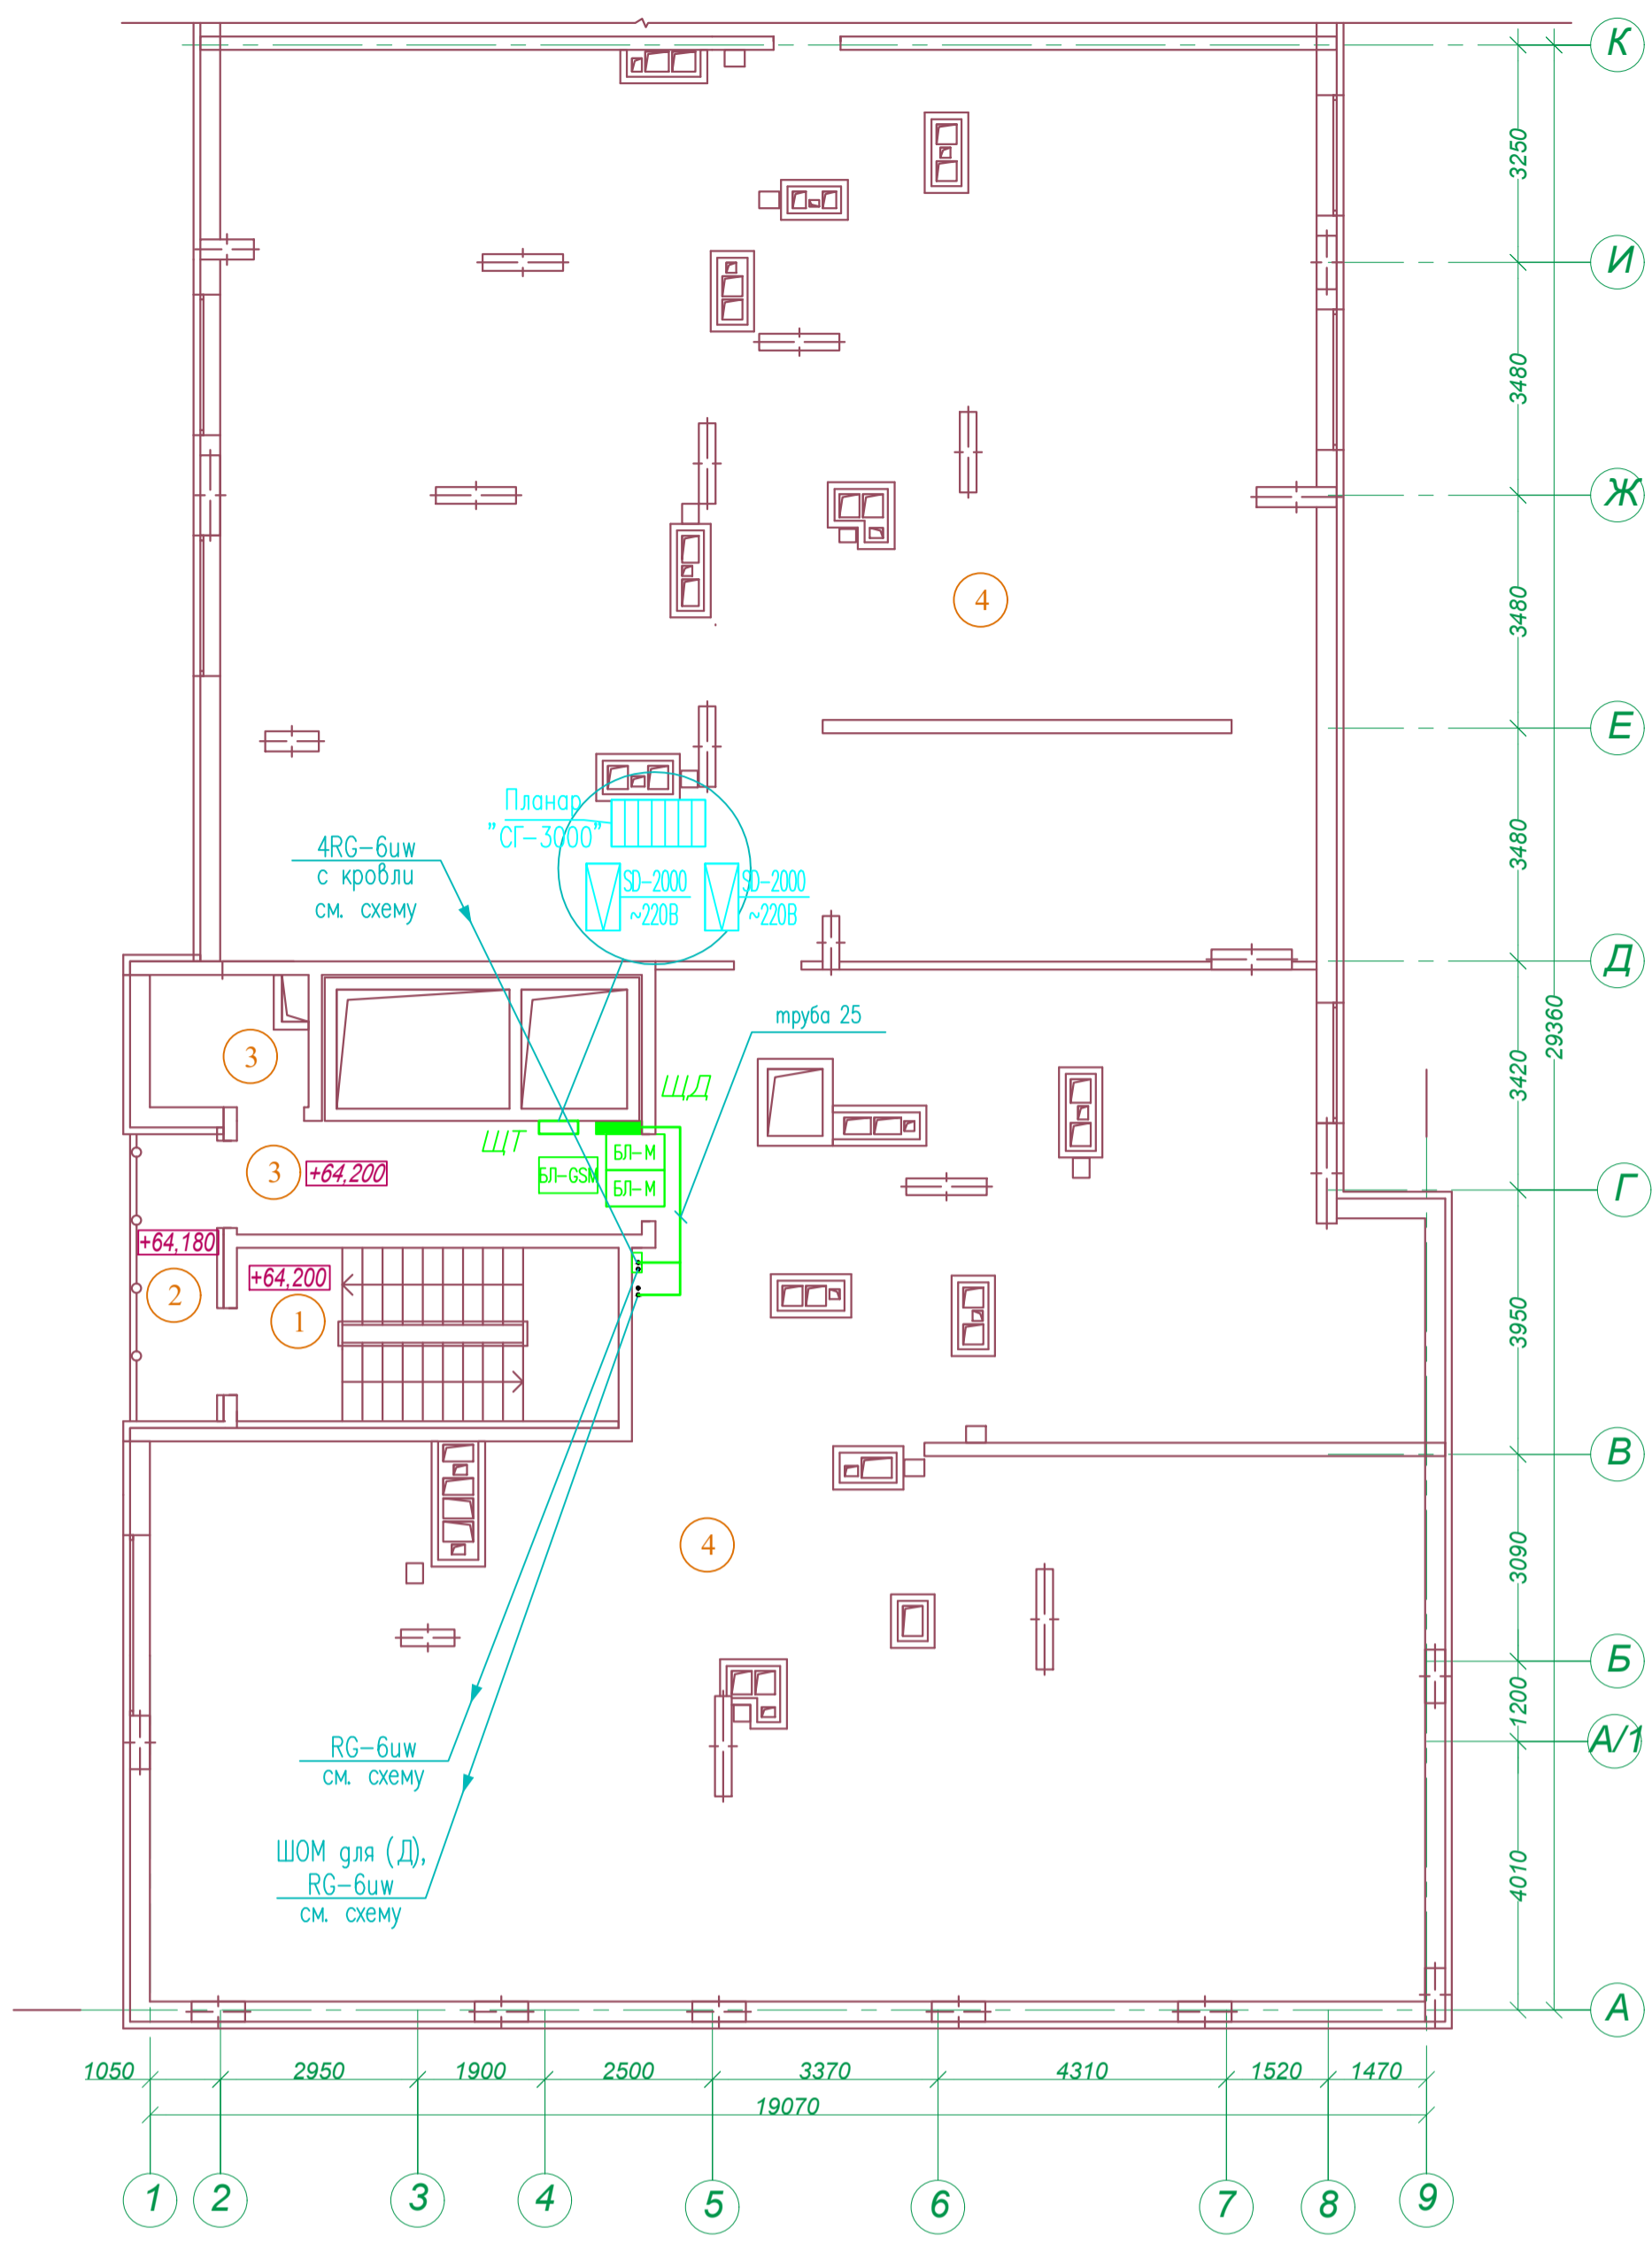 К
3250
И
3480
Ж
3480
4
Е
Планар
"СГ-3000"
4RG-6uw
с кровли
см. схему
SD-2000
~220В
SD-2000
~220В
3480
Д
29360
труба 25
3
ЩД
3420
ЩТ
БЛ-М
БЛ-GSM
БЛ-М
3
+64,200
Г
+64,180
+64,200
2
1
3950
В
4
3090
Б
1200
А/1
RG-6uw
см. схему
ШОМ для (Д),
RG-6uw
см. схему
4010
А
1050
2950
1900
2500
3370
4310
1520
1470
19070
1
2
3
4
5
6
7
8
9